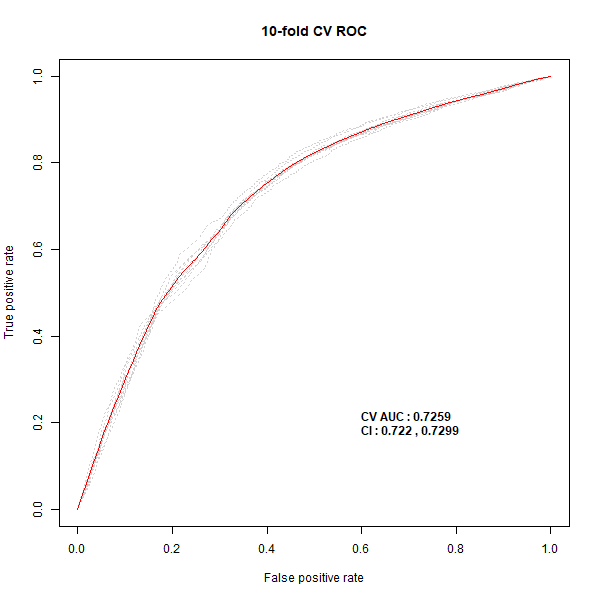 10-fold CV ROC
True positive rate
1.0
0.8
0.6
0.4
0.2
0.0
CV AUC : 0.7259
CI : 0.722 , 0.7299
0.0 0.2 0.4 0.6 0.8 1.0
False positive rate